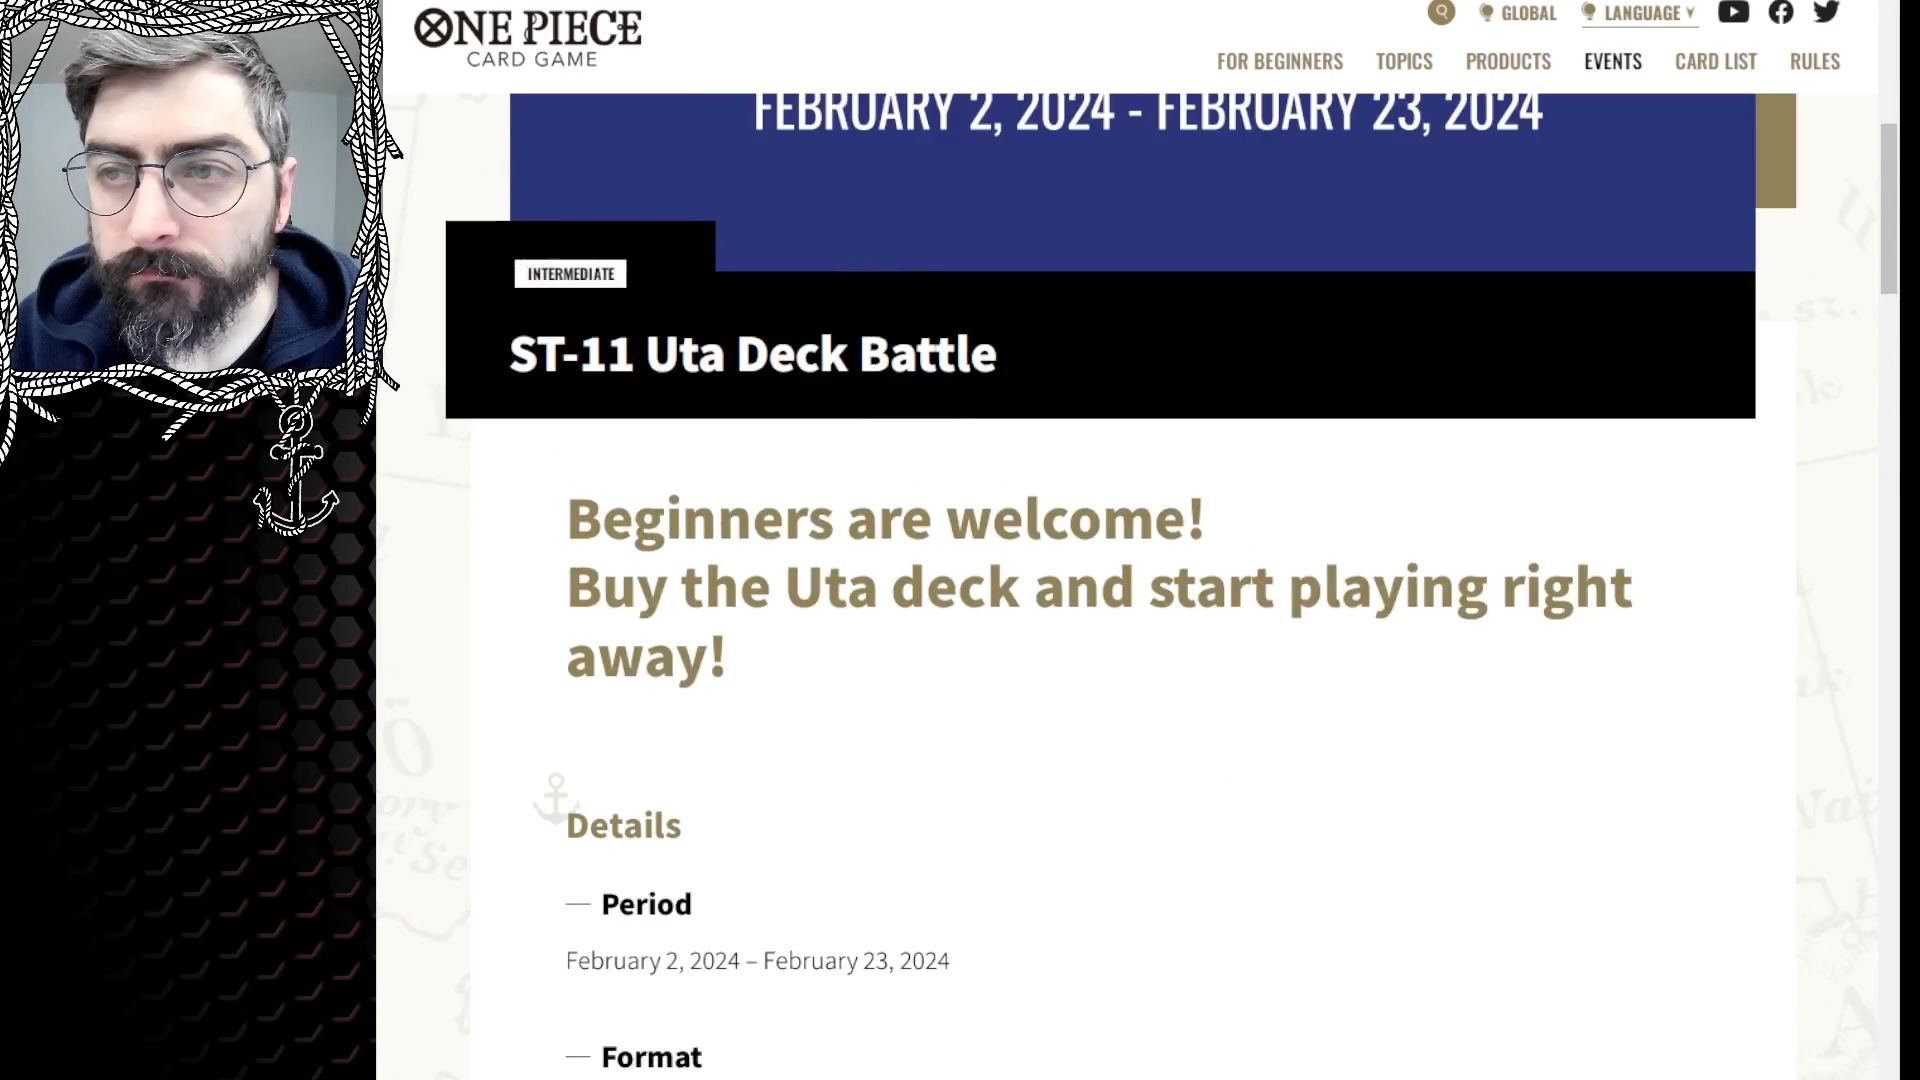 ONE PIECE
CARD GAME
GLOBAL
LANGUAGE
FOR BEGINNERS
TOPICS
PRODUCTS
EVENTS
CARD LIST
RULES
FEBRUARY 2, 2024 - FEBRUARY 23, 2024
INTERMEDIATE
ST-11 Uta Deck Battle
Beginners are welcome!
Buy the Uta deck and start playing right
away!
Details
— Period
February 2, 2024 – February 23, 2024
— Format